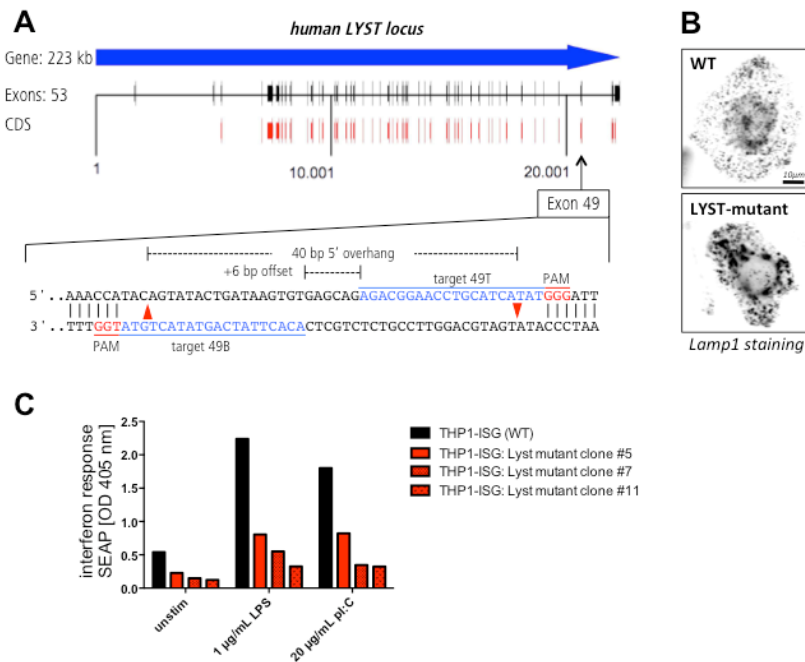 A
human LYST locus
Gene: 223 kb
Exons: 53
CDS
1
10.001
20.001
Exon 49
40 bp 5' overhang
+6 bp offset
target 49T
PAM
5'..AAACCATACAGTATACTGATAAGTGTGAGCAGAGACGGAACCTGCATCATATGGGATT
3'..TTTGGTATGTCATATGACTATTCACACTCGTCTCTGCCTTGGACGTAGTATACCCTAA
PAM
target 49B
B
WT
10µm
LYST-mutant
Lamp1 staining
C
interferon response
SEAP [OD 405 nm]
2.5
2.0
1.5
1.0
0.5
0.0
unstim
1 µg/mL LPS
20 µg/mL pI:C
THP1-ISG (WT)
THP1-ISG: Lyst mutant clone #5
THP1-ISG: Lyst mutant clone #7
THP1-ISG: Lyst mutant clone #11